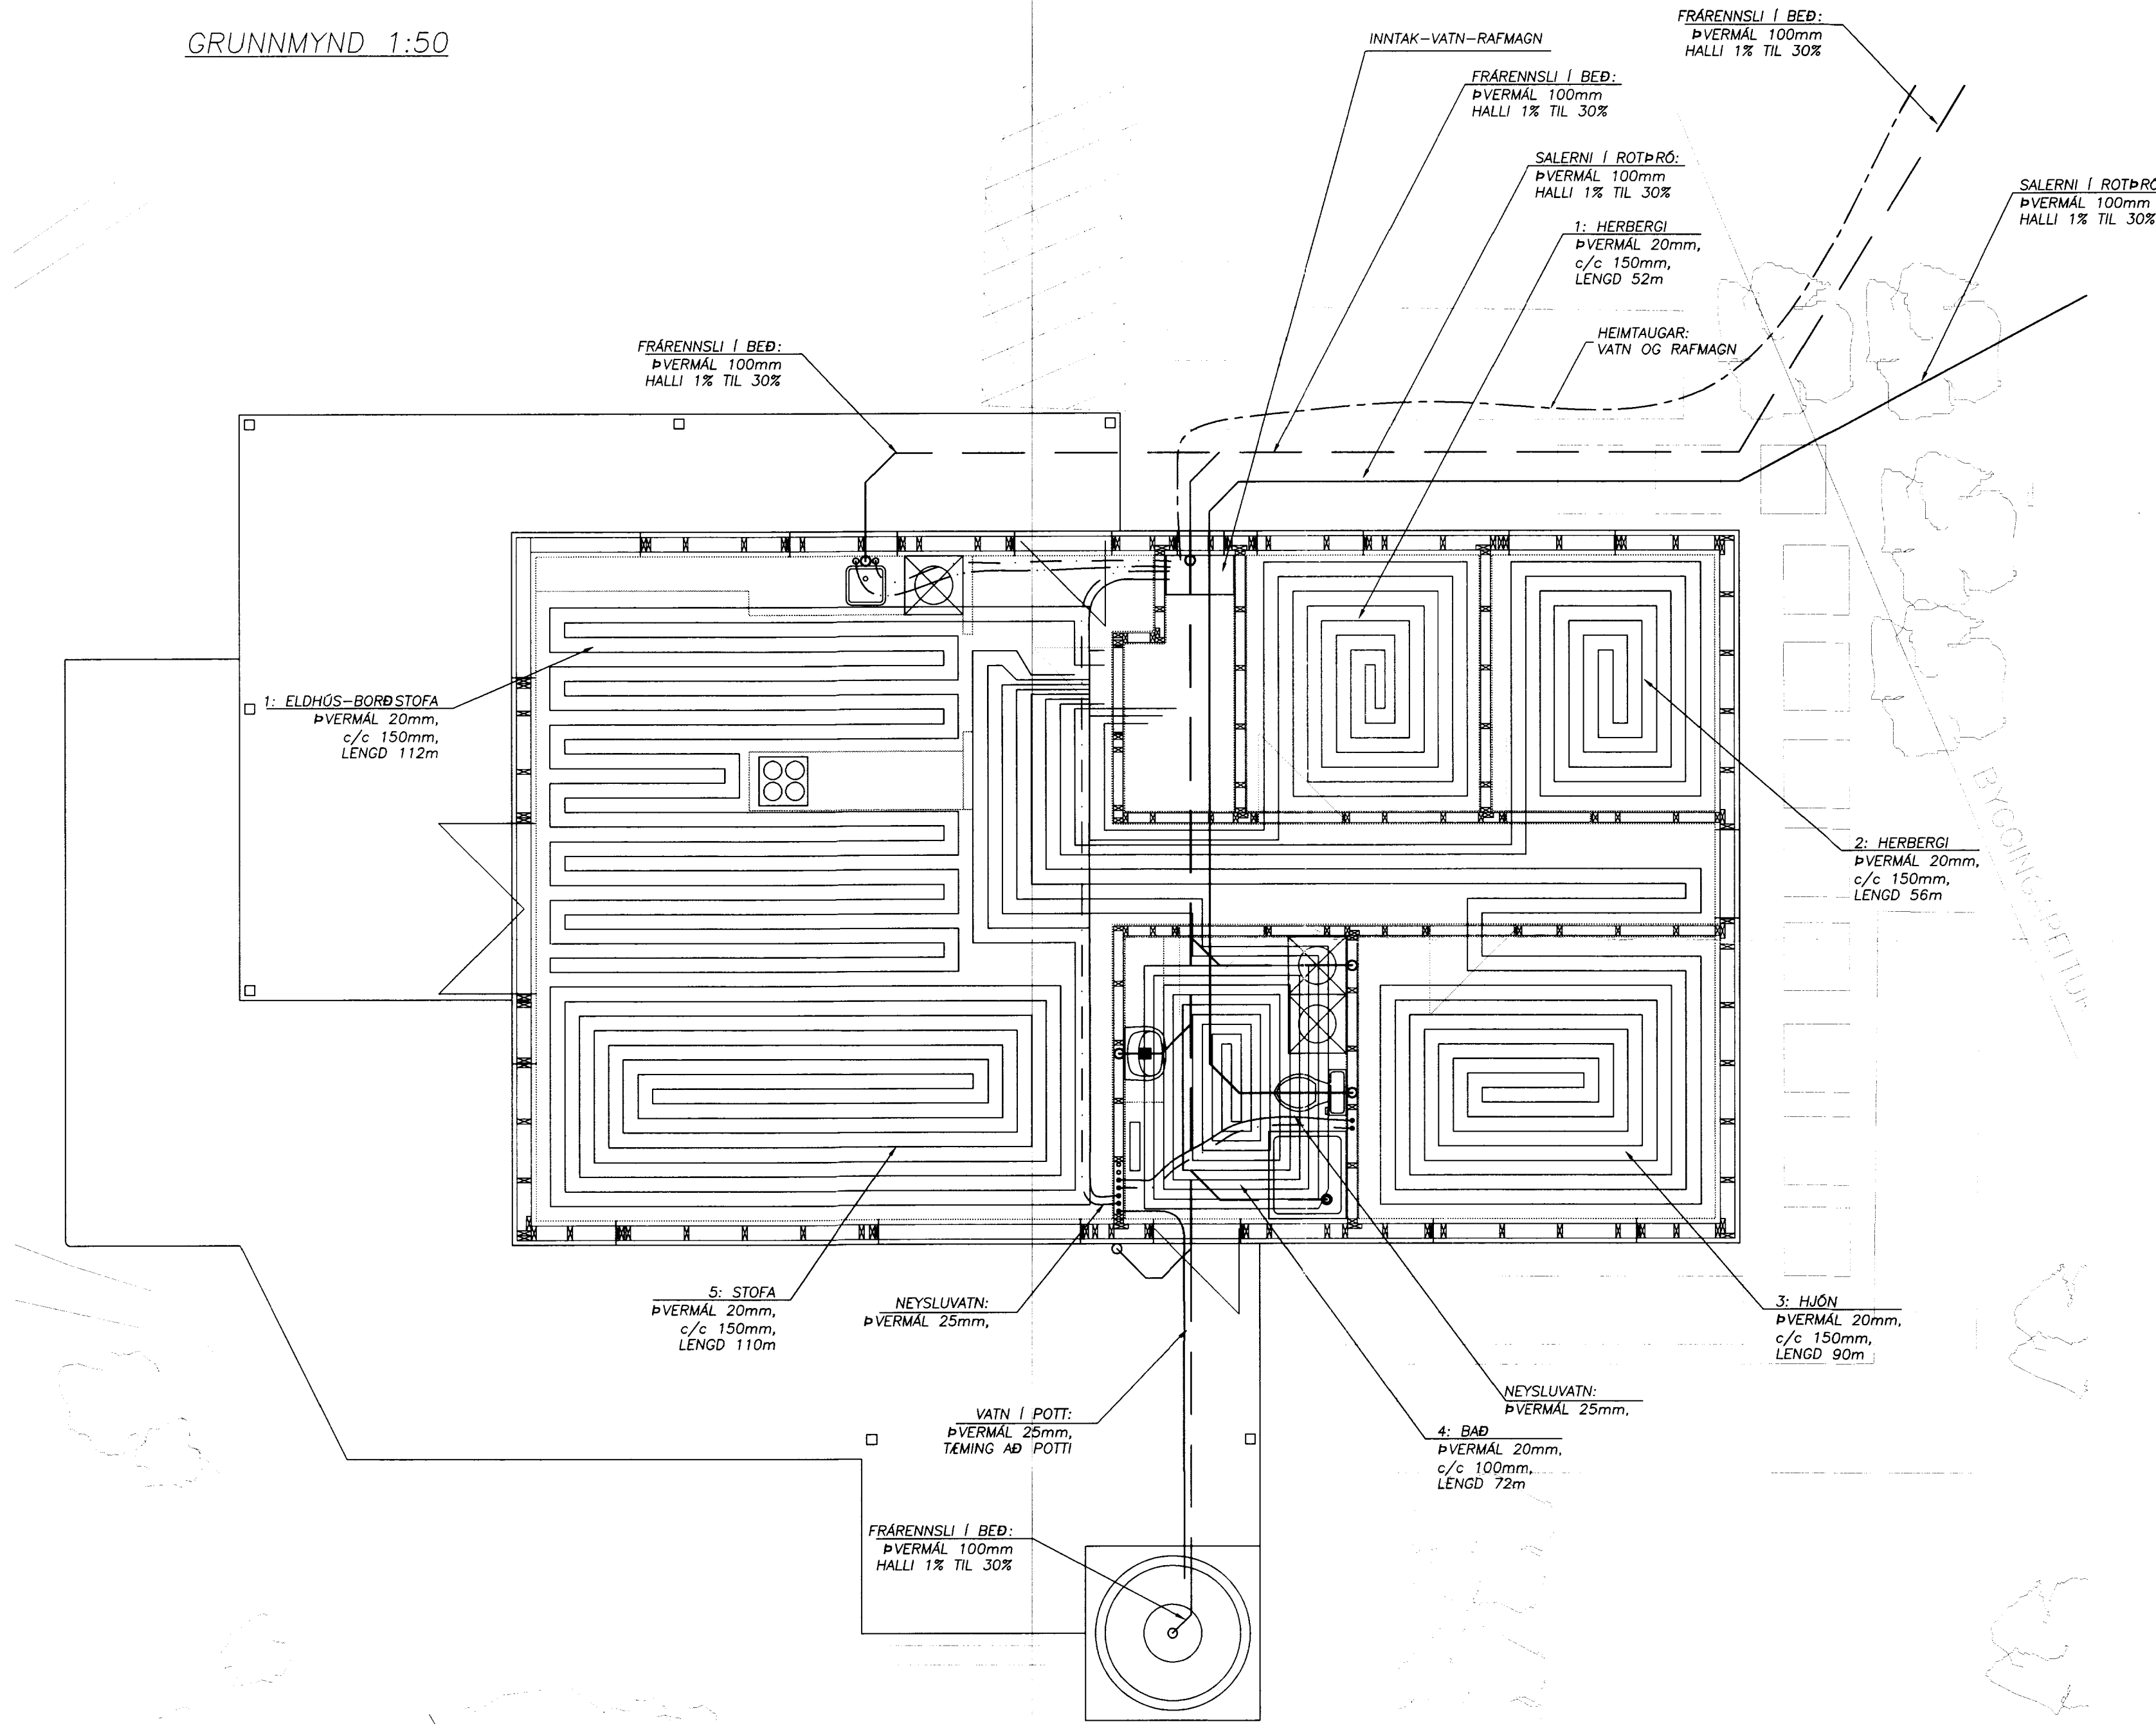 GRUNNMYND 1:50
FRÁRENNSLI Í BEÐ:
ÞVERMÁL 100mm
HALLI 1% TIL 30%
INNTAK-VATN-RAFMAGN
FRÁRENNSLI Í BEÐ:
ÞVERMÁL 100mm
HALLI 1% TIL 30%
SALERNI Í ROTÞRÓ:
ÞVERMÁL 100mm
HALLI 1% TIL 30%
SALERNI Í ROTÞRÓ
ÞVERMÁL 100mm
HALLI 1% TIL 30%
1: HERBERGI
ÞVERMÁL 20mm,
c/c 150mm,
LENGD 52m
HEIMTAUGAR:
VATN OG RAFMAGN
FRÁRENNSLI Í BEÐ:
ÞVERMÁL 100mm
HALLI 1% TIL 30%
1: ELDHÚS-BORÐSTOFA
ÞVERMÁL 20mm,
c/c 150mm,
LENGD 112m
2: HERBERGI
ÞVERMÁL 20mm,
c/c 150mm,
LENGD 56m
5: STOFA
ÞVERMÁL 20mm,
c/c 150mm,
LENGD 110m
NEYSLUVATN:
ÞVERMÁL 25mm,
3: HJÓN
ÞVERMÁL 20mm,
c/c 150mm,
LENGD 90m
NEYSLUVATN:
ÞVERMÁL 25mm,
VATN Í POTT:
ÞVERMÁL 25mm,
TÆMING AÐ POTTI
4: BAÐ
ÞVERMÁL 20mm,
c/c 100mm,
LENGD 72m
FRÁRENNSLI Í BEÐ:
ÞVERMÁL 100mm
HALLI 1% TIL 30%